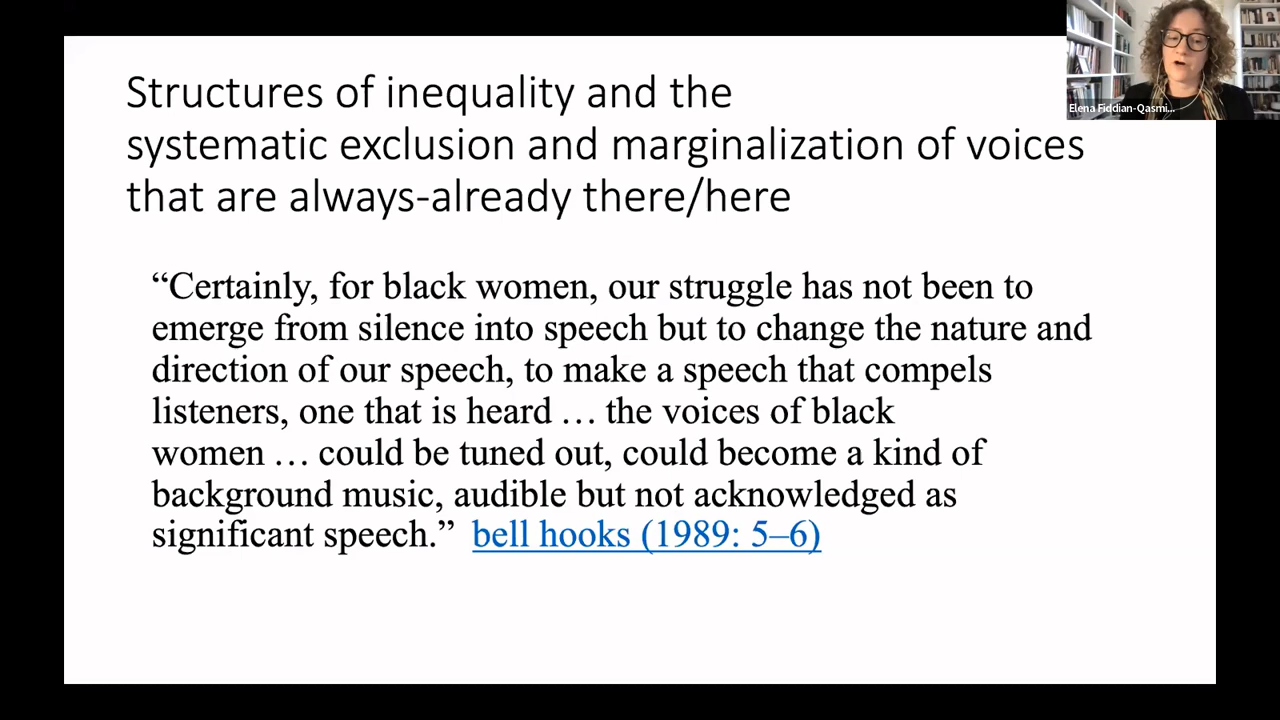 Structures of inequality and the
systematic exclusion and marginalization of voices
that are always-already there/here
“Certainly, for black women, our struggle has not been to
emerge from silence into speech but to change the nature and
direction of our speech, to make a speech that compels
listeners, one that is heard … the voices of black
women … could be tuned out, could become a kind of
background music, audible but not acknowledged as
significant speech.” bell hooks (1989: 5–6)
Elena Fiddian-Qasmi...